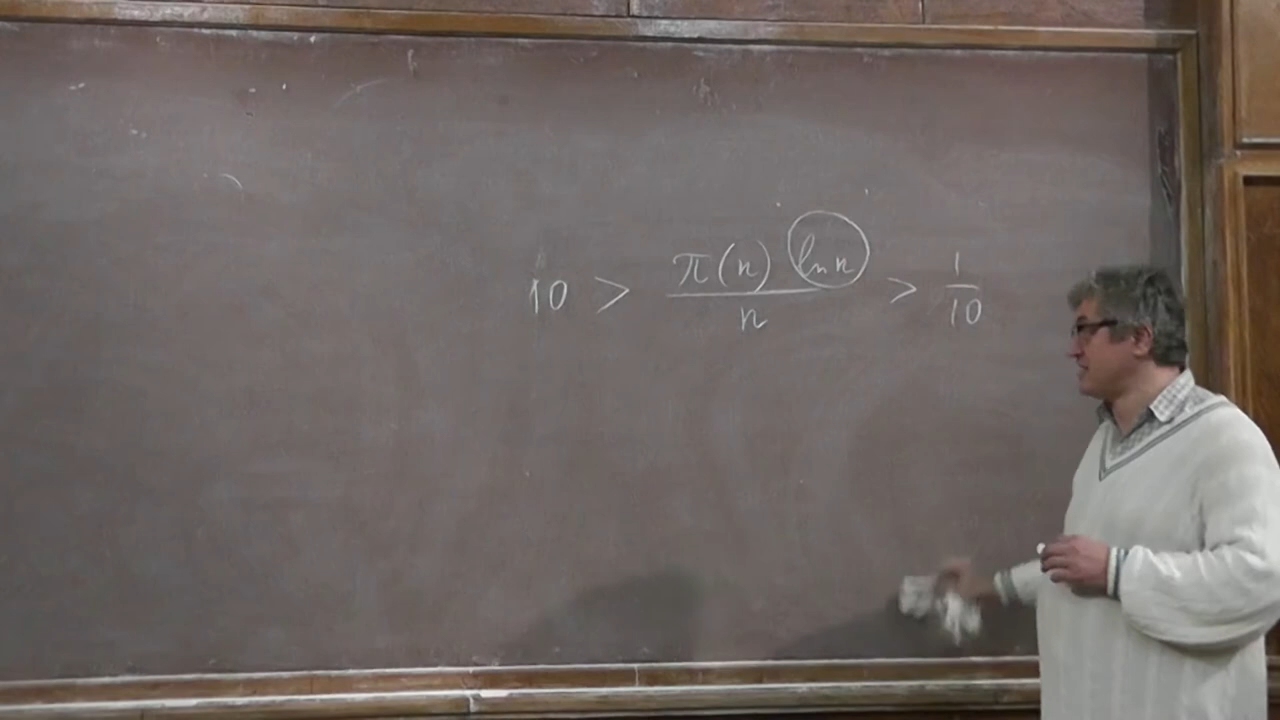 10 > π(n) ln n / n > 1/10